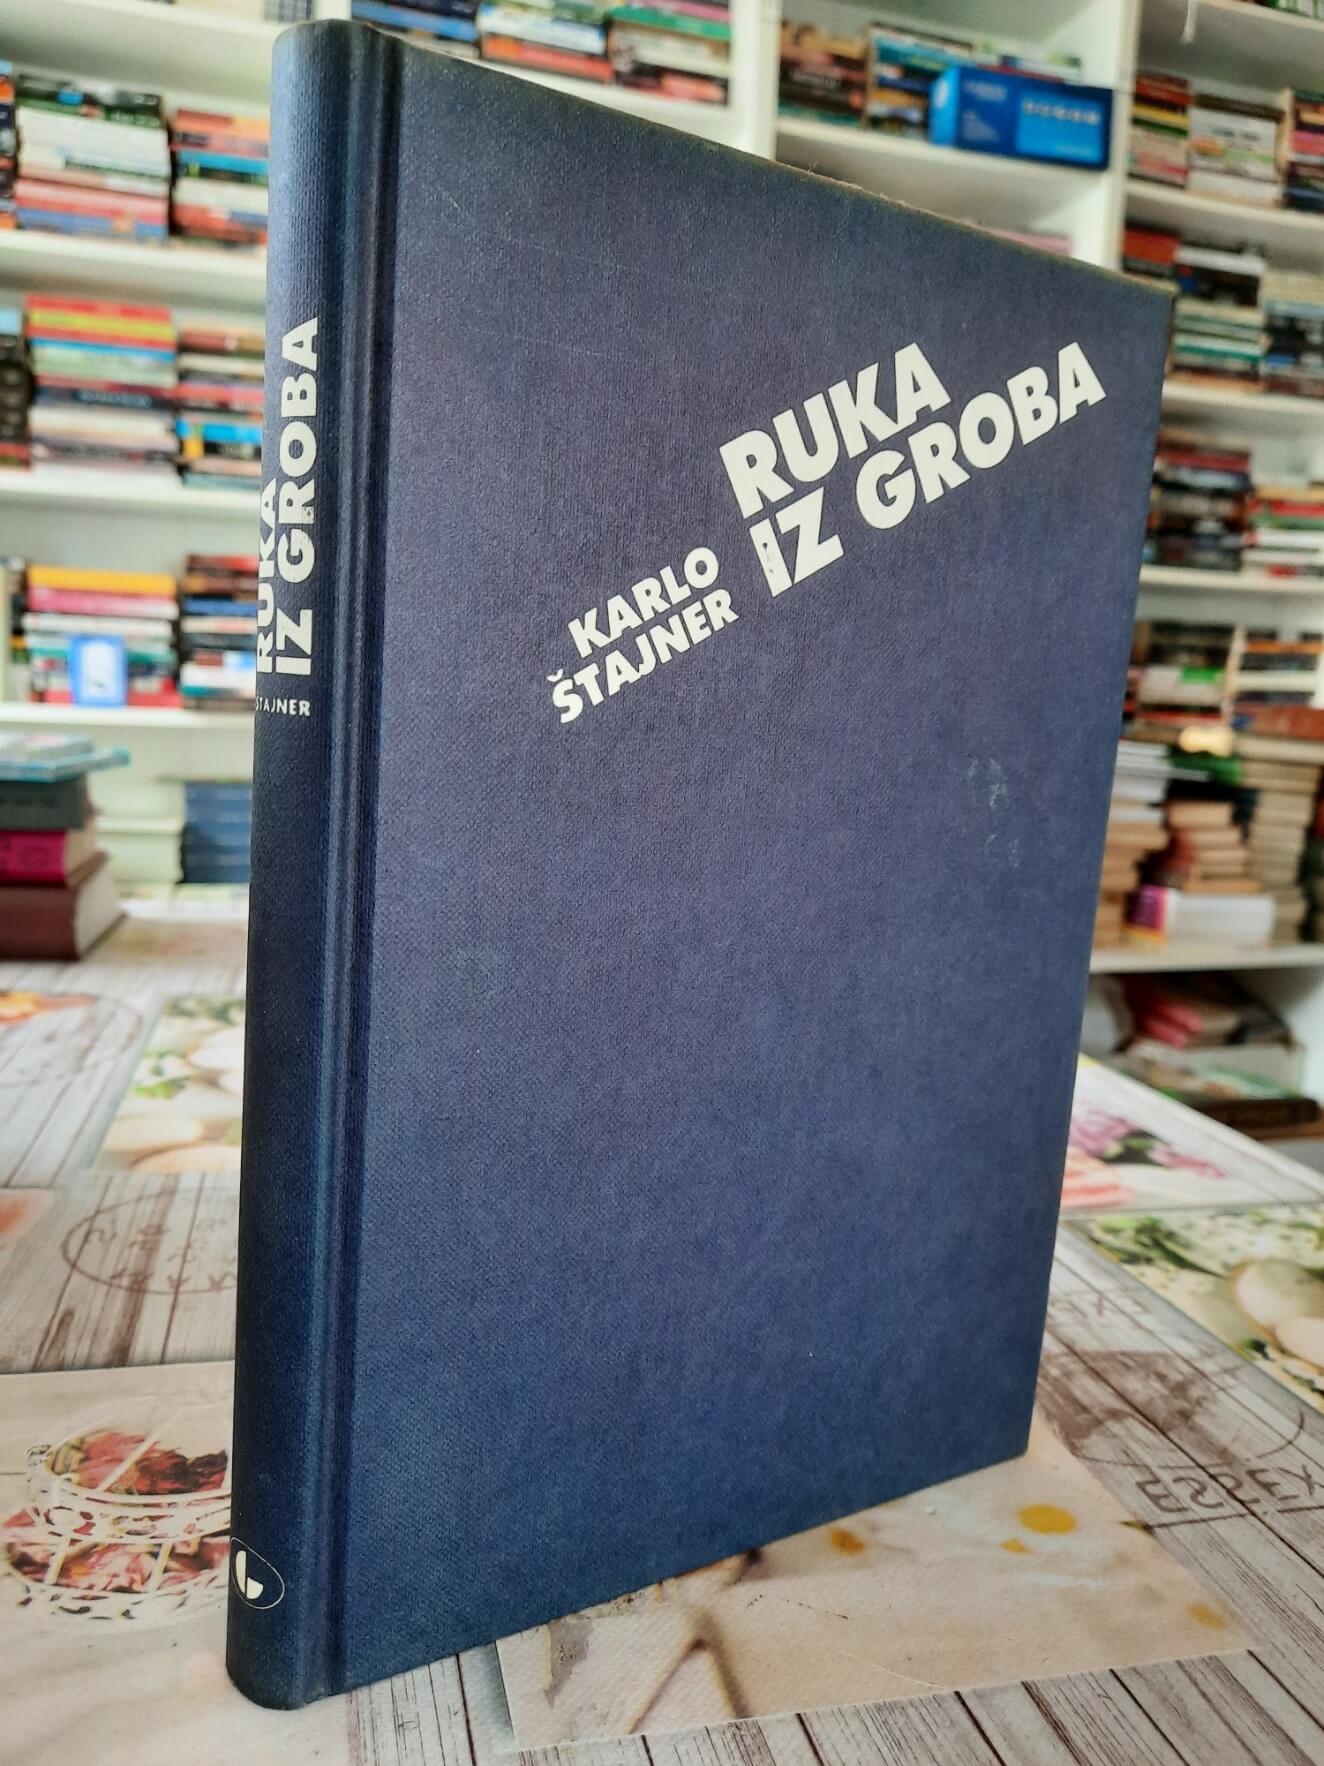 RUKA
IZ GROBA
KARLO
ŠTAJNER
RUKA
IZ GROBA
ŠTAJNER